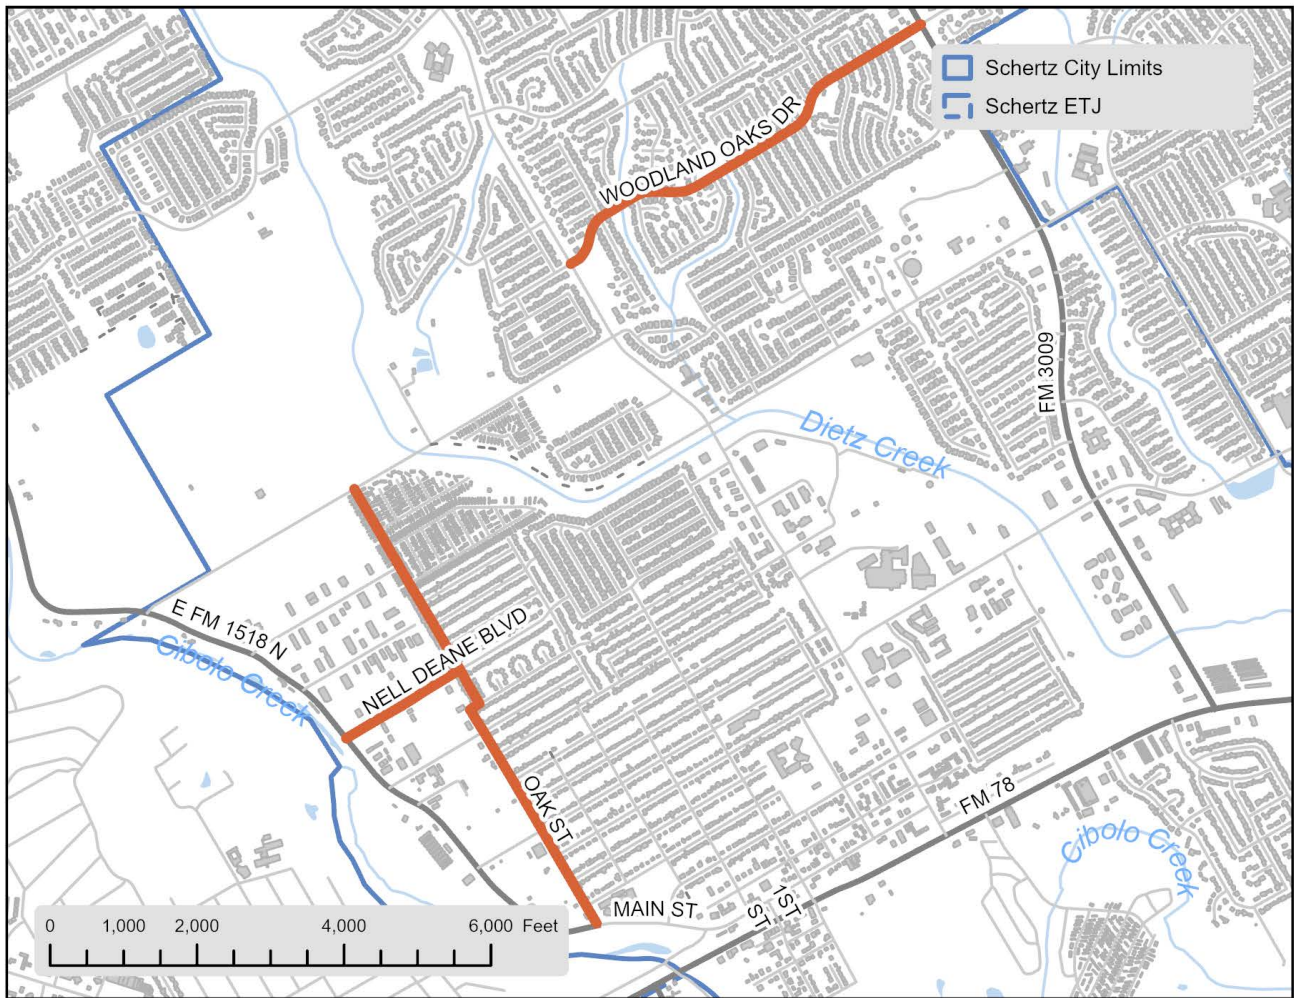 Schertz City Limits
Schertz ETJ
WOODLAND OAKS DR
FM 3009
Dietz Creek
E FM 1518 N
Cibolo Creek
NELL DEANE BLVD
OAK ST
FM 78
Cibolo Creek
MAIN ST
1ST
ST
0 1,000 2,000 4,000 6,000 Feet